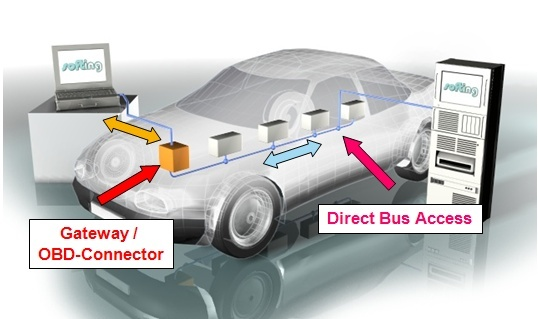 softing
softing
Gateway /
OBD-Connector
Direct Bus Access